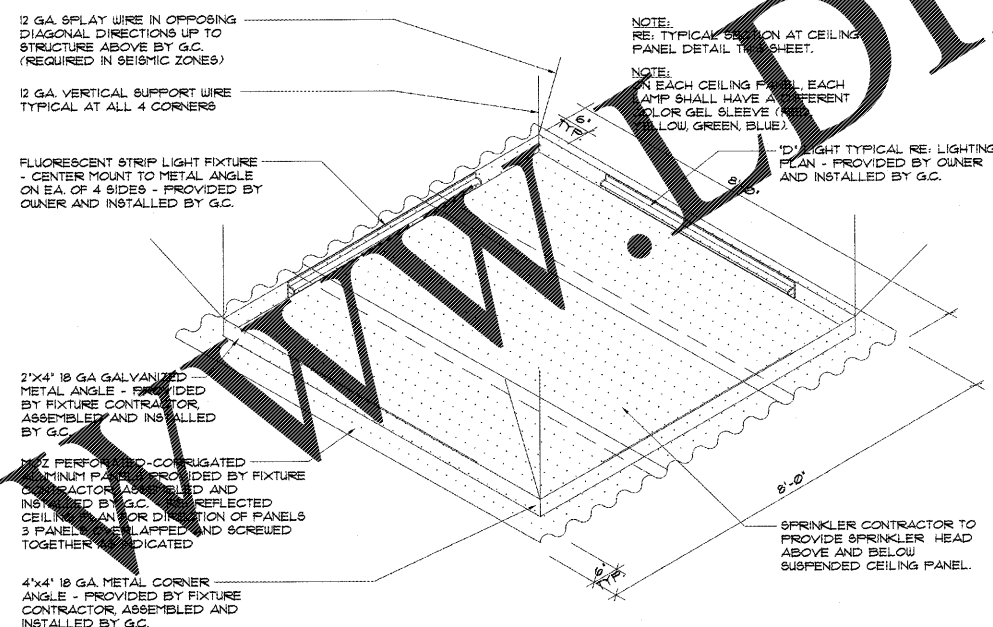 12 GA. SPLAY WIRE IN OPPOSING
DIAGONAL DIRECTIONS UP TO
STRUCTURE ABOVE BY G.C.
(REQUIRED IN SEISMIC ZONES)
12 GA. VERTICAL SUPPORT WIRE
TYPICAL AT ALL 4 CORNERS
FLUORESCENT STRIP LIGHT FIXTURE
- CENTER MOUNT TO METAL ANGLE
ON EA. OF 4 SIDES - PROVIDED BY
OWNER AND INSTALLED BY G.C.
2"X4" 18 GA GALVANIZED
METAL ANGLE - PROVIDED
BY FIXTURE CONTRACTOR,
ASSEMBLED AND INSTALLED
BY G.C.
MOZ PERFORATED-CORRUGATED
ALUMINUM PANELS PROVIDED BY FIXTURE
CONTRACTOR, ASSEMBLED AND
INSTALLED BY G.C. REFLECTED
CEILING PLAN FOR DIRECTION OF PANELS
3 PANELS OVERLAPPED AND SCREWED
TOGETHER AS INDICATED
4"x4" 18 GA. METAL CORNER
ANGLE - PROVIDED BY FIXTURE
CONTRACTOR, ASSEMBLED AND
INSTALLED BY G.C.
NOTE:
RE: TYPICAL SECTION AT CEILING
PANEL DETAIL THIS SHEET.
NOTE:
ON EACH CEILING PANEL, EACH
LAMP SHALL HAVE A DIFFERENT
COLOR GEL SLEEVE (RED,
YELLOW, GREEN, BLUE).
"D" LIGHT TYPICAL RE: LIGHTING
PLAN - PROVIDED BY OWNER
AND INSTALLED BY G.C.
6"
TYP.
8'-0"
8'-0"
6"
TYP.
SPRINKLER CONTRACTOR TO
PROVIDE SPRINKLER HEAD
ABOVE AND BELOW
SUSPENDED CEILING PANEL.
WWW.LD